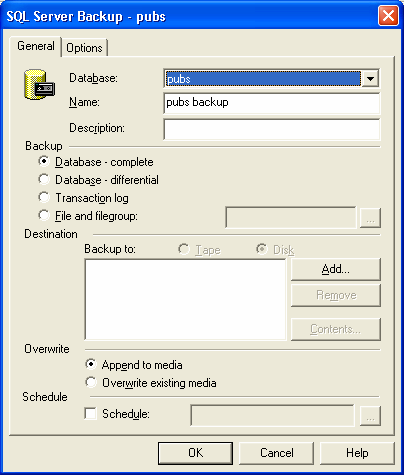 SQL Server Backup - pubs
General Options
Database: pubs
Name: pubs backup
Description:
Backup
Database - complete
Database - differential
Transaction log
File and filegroup: ...
Destination
Backup to: Tape Disk
Add...
Remove
Contents...
Overwrite
Append to media
Overwrite existing media
Schedule
Schedule: ...
OK Cancel Help